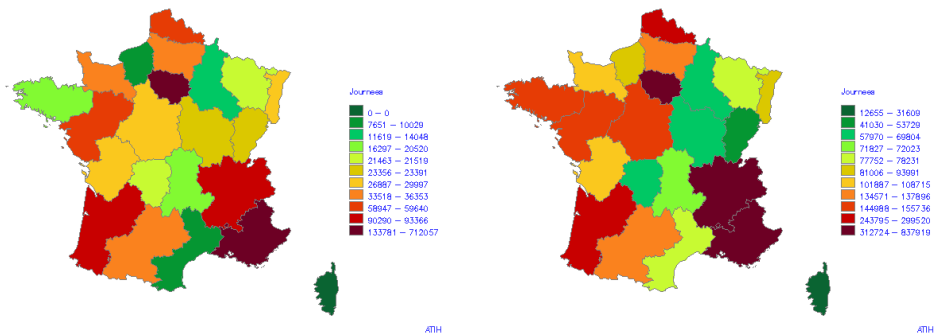 Journees
0 – 0
7651 – 10029
11619 – 14048
16297 – 20520
21463 – 21519
23356 – 23391
26887 – 29997
33518 – 36353
58947 – 59640
90290 – 93366
133781 – 712057
ATIH
Journees
12655 – 31609
41030 – 53729
57970 – 69804
71827 – 72023
77752 – 78231
81006 – 93991
101887 – 108715
134571 – 137896
144988 – 155736
243795 – 299520
312724 – 837919
ATIH